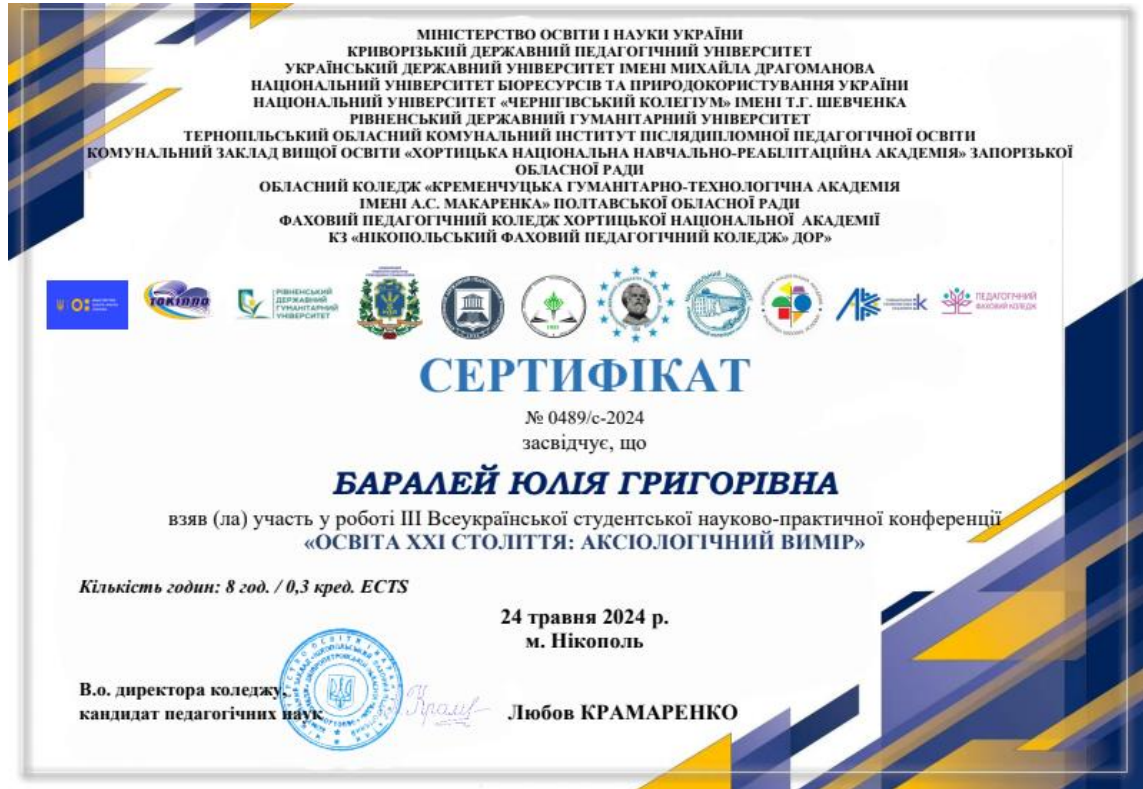 МІНІСТЕРСТВО ОСВІТИ І НАУКИ УКРАЇНИ
КРИВОРІЗЬКИЙ ДЕРЖАВНИЙ ПЕДАГОГІЧНИЙ УНІВЕРСИТЕТ
УКРАЇНСЬКИЙ ДЕРЖАВНИЙ УНІВЕРСИТЕТ ІМЕНІ МИХАЙЛА ДРАГОМАНОВА
НАЦІОНАЛЬНИЙ УНІВЕРСИТЕТ БІОРЕСУРСІВ ТА ПРИРОДОКОРИСТУВАННЯ УКРАЇНИ
НАЦІОНАЛЬНИЙ УНІВЕРСИТЕТ «ЧЕРНІГІВСЬКИЙ КОЛЕГІУМ» ІМЕНІ Т.Г. ШЕВЧЕНКА
РІВНЕНСЬКИЙ ДЕРЖАВНИЙ ГУМАНІТАРНИЙ УНІВЕРСИТЕТ
ТЕРНОПІЛЬСЬКИЙ ОБЛАСНИЙ КОМУНАЛЬНИЙ ІНСТИТУТ ПІСЛЯДИПЛОМНОЇ ПЕДАГОГІЧНОЇ ОСВІТИ
КОМУНАЛЬНИЙ ЗАКЛАД ВИЩОЇ ОСВІТИ «ХОРТИЦЬКА НАЦІОНАЛЬНА НАВЧАЛЬНО-РЕАБІЛІТАЦІЙНА АКАДЕМІЯ» ЗАПОРІЗЬКОЇ
ОБЛАСНОЇ РАДИ
ОБЛАСНИЙ КОЛЕДЖ «КРЕМЕНЧУЦЬКА ГУМАНІТАРНО-ТЕХНОЛОГІЧНА АКАДЕМІЯ
ІМЕНІ А.С. МАКАРЕНКА» ПОЛТАВСЬКОЇ ОБЛАСНОЇ РАДИ
ФАХОВИЙ ПЕДАГОГІЧНИЙ КОЛЕДЖ ХОРТИЦЬКОЇ НАЦІОНАЛЬНОЇ АКАДЕМІЇ
КЗ «НІКОПОЛЬСЬКИЙ ФАХОВИЙ ПЕДАГОГІЧНИЙ КОЛЕДЖ» ДОР»
ТОКІППО
РІВНЕНСЬКИЙ
ДЕРЖАВНИЙ
ГУМАНІТАРНИЙ
УНІВЕРСИТЕТ
ПЕДАГОГІЧНИЙ
ФАХОВИЙ КОЛЕДЖ
СЕРТИФІКАТ
№ 0489/с-2024
засвідчує, що
БАРАЛЕЙ ЮЛІЯ ГРИГОРІВНА
взяв (ла) участь у роботі ІІІ Всеукраїнської студентської науково-практичної конференції
«ОСВІТА ХХІ СТОЛІТТЯ: АКСІОЛОГІЧНИЙ ВИМІР»
Кількість годин: 8 год. / 0,3 кред. ECTS
24 травня 2024 р.
м. Нікополь
В.о. директора коледжу,
кандидат педагогічних наук
Любов КРАМАРЕНКО